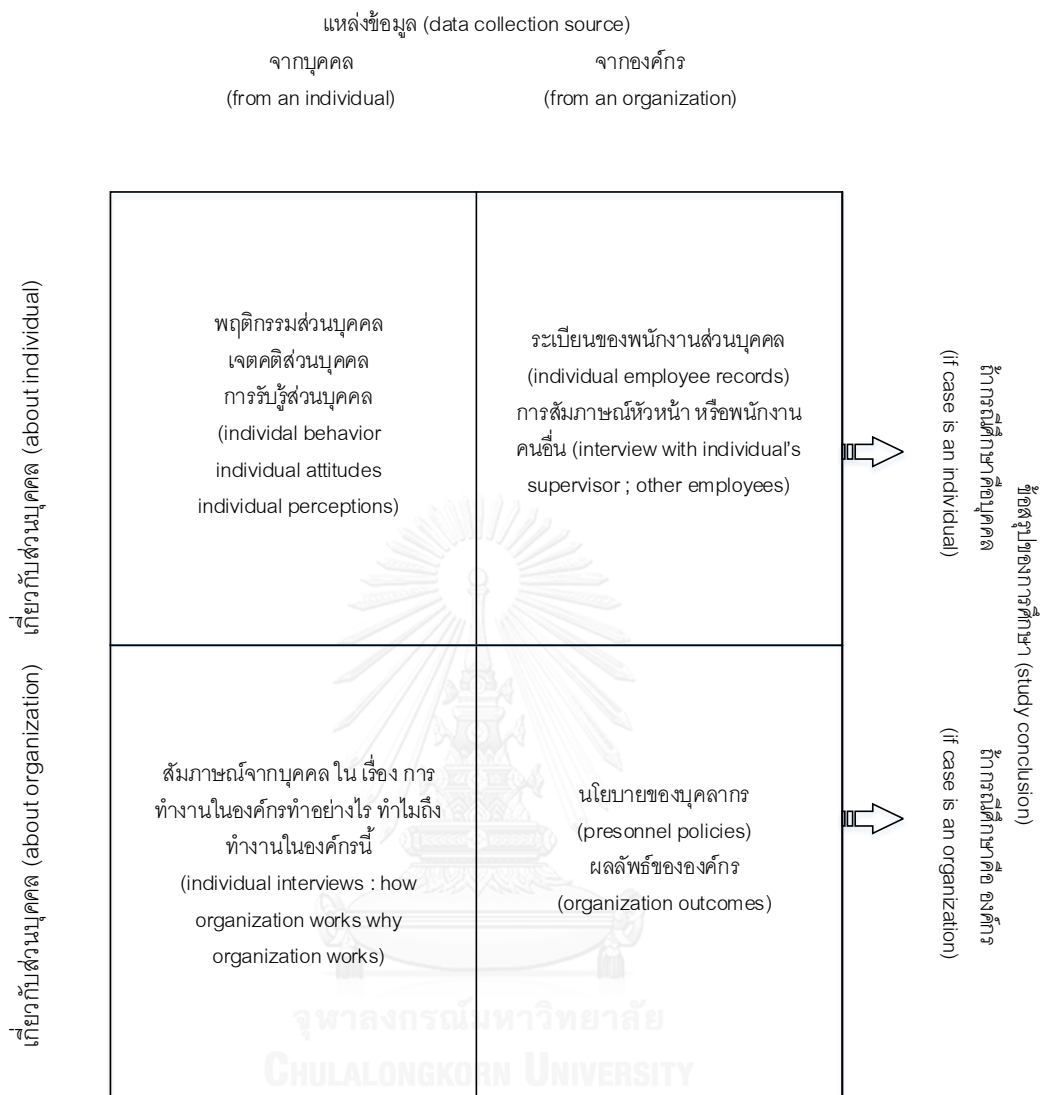 แหล่งข้อมูล (data collection source)
จากบุคคล
(from an individual)
จากองค์กร
(from an organization)
เกี่ยวกับส่วนบุคคล (about individual)
พฤติกรรมส่วนบุคคล
เจตคติส่วนบุคคล
การรับรู้ส่วนบุคคล
(individal behavior
individual attitudes
individual perceptions)
ระเบียนของพนักงานส่วนบุคคล
(individual employee records)
การสัมภาษณ์หัวหน้า หรือพนักงาน
คนอื่น (interview with individual's
supervisor ; other employees)
ถ้ากรณีศึกษาคือบุคคล
(if case is an individual)
ข้อสรุปของการศึกษา (study conclusion)
เกี่ยวกับส่วนบุคคล (about organization)
สัมภาษณ์จากบุคคล ใน เรื่อง การ
ทำงานในองค์กรทำอย่างไร ทำไมถึง
ทำงานในองค์กรนี้
(individual interviews : how
organization works why
organization works)
นโยบายของบุคลากร
(presonnel policies)
ผลลัพธ์ขององค์กร
(organization outcomes)
ถ้ากรณีศึกษาคือ องค์กร
(if case is an organization)
จุฬาลงกรณ์มหาวิทยาลัย
CHULALONGKORN UNIVERSITY